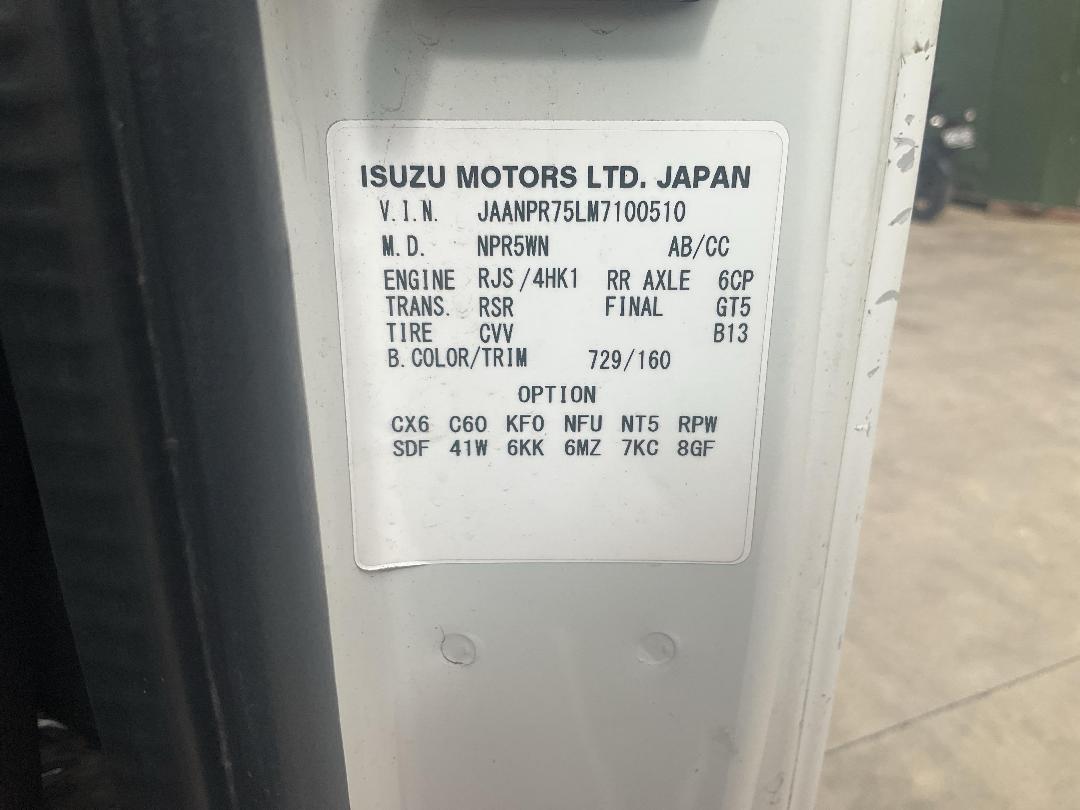 ISUZU MOTORS LTD. JAPAN
V.I.N. JAANPR75LM7100510
M.D. NPR5WN AB/CC
ENGINE RJS/4HK1 RR AXLE 6CP
TRANS. RSR FINAL GT5
TIRE CVV B13
B.COLOR/TRIM 729/160
OPTION
CX6 C60 KFO NFU NT5 RPW
SDF 41W 6KK 6MZ 7KC 8GF